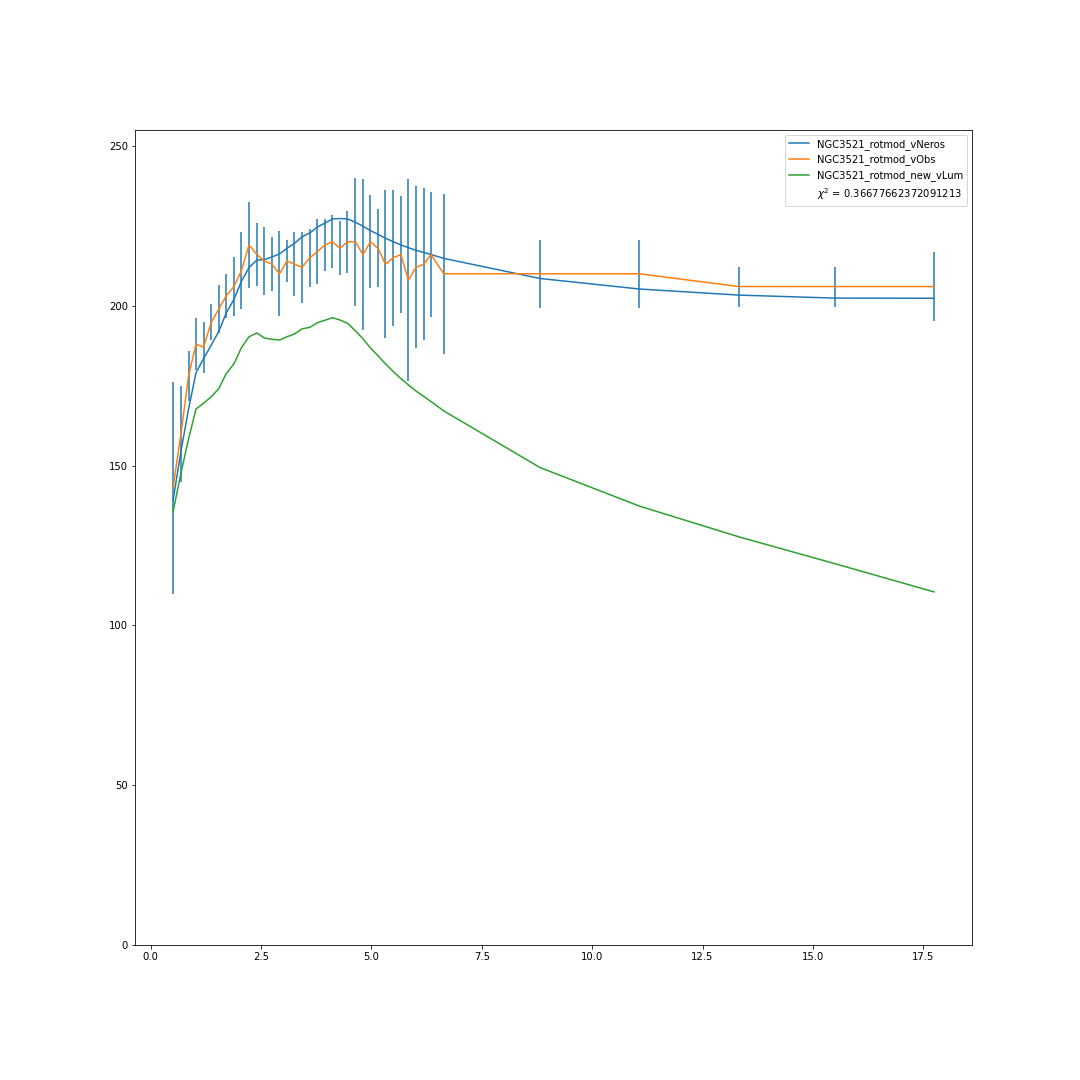 250
200
150
100
50
0
0.0 2.5 5.0 7.5 10.0 12.5 15.0 17.5
NGC3521_rotmod_vNeros
NGC3521_rotmod_vObs
NGC3521_rotmod_new_vLum
χ² = 0.36677662372091213